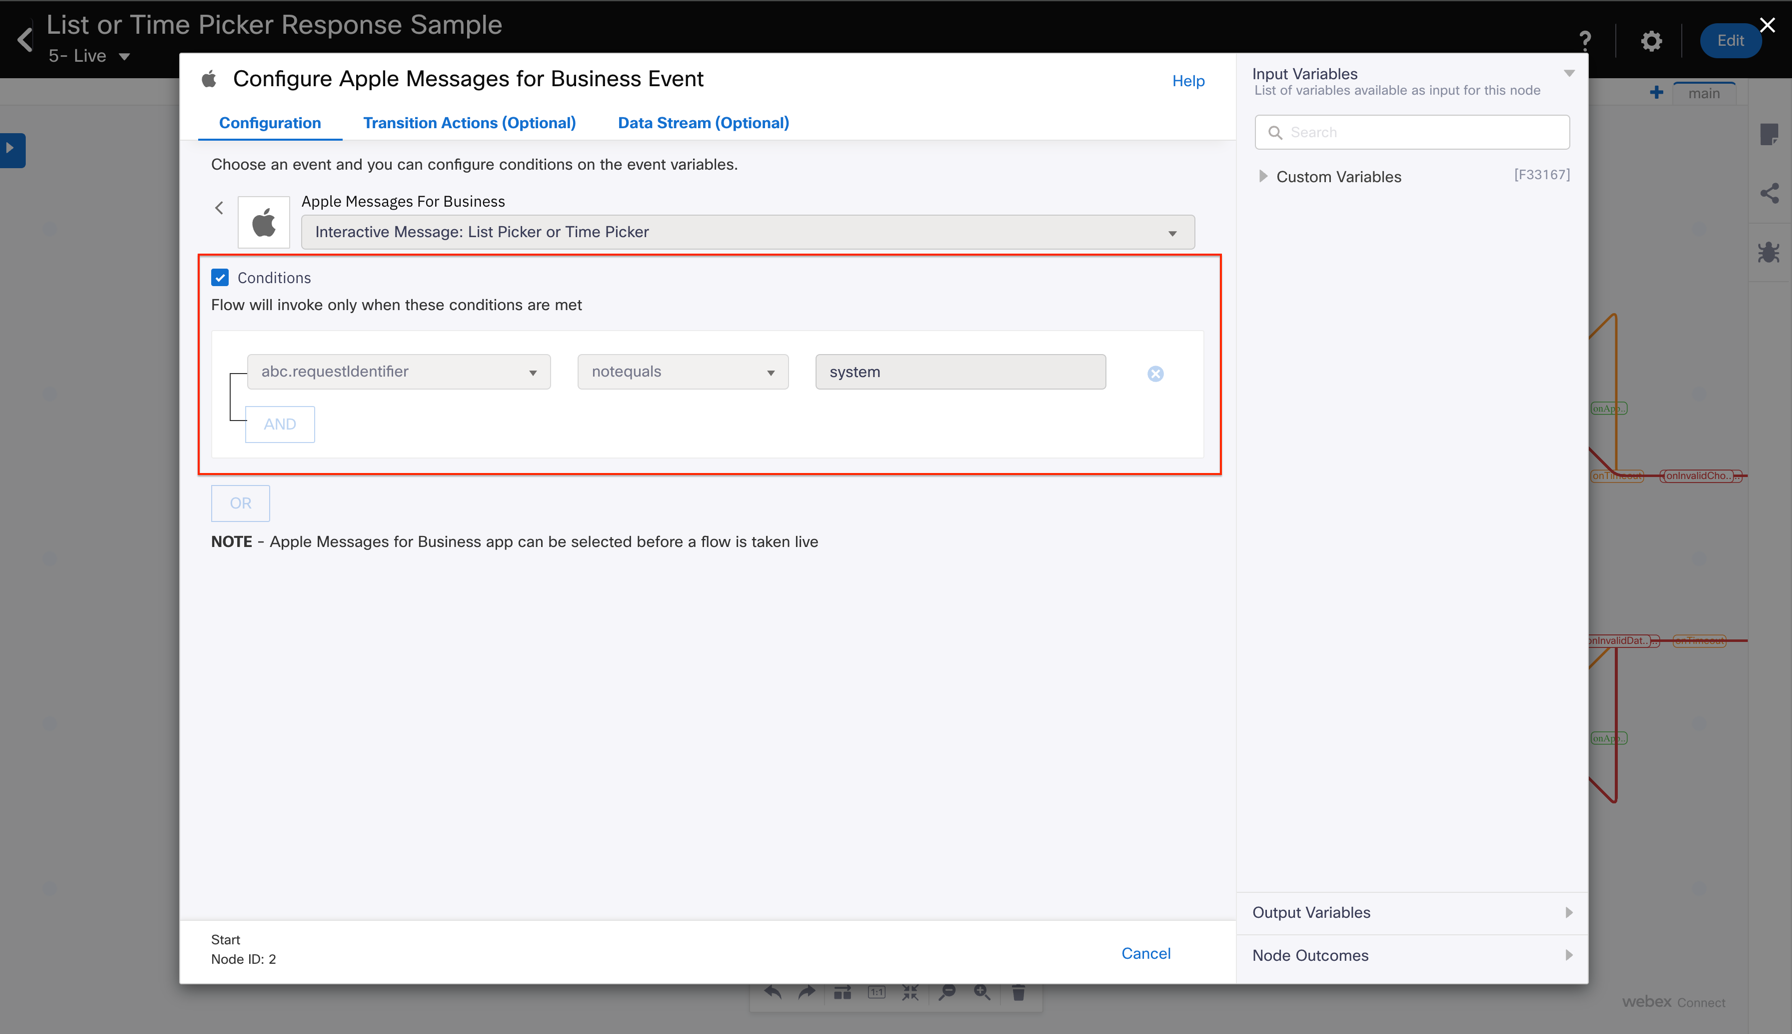 List or Time Picker Response Sample
5- Live
?
Edit
Configure Apple Messages for Business Event
Help
Configuration
Transition Actions (Optional)
Data Stream (Optional)
Choose an event and you can configure conditions on the event variables.
Apple Messages For Business
Interactive Message: List Picker or Time Picker
Conditions
Flow will invoke only when these conditions are met
abc.requestIdentifier
notequals
system
AND
OR
NOTE - Apple Messages for Business app can be selected before a flow is taken live
Start
Node ID: 2
Cancel
Input Variables
List of variables available as input for this node
Search
Custom Variables
[F33167]
Output Variables
Node Outcomes
main
onApp..
onTimeout
onInvalidCho..
onInvalidDat..
onTimeout
onApp..
1:1
webex Connect